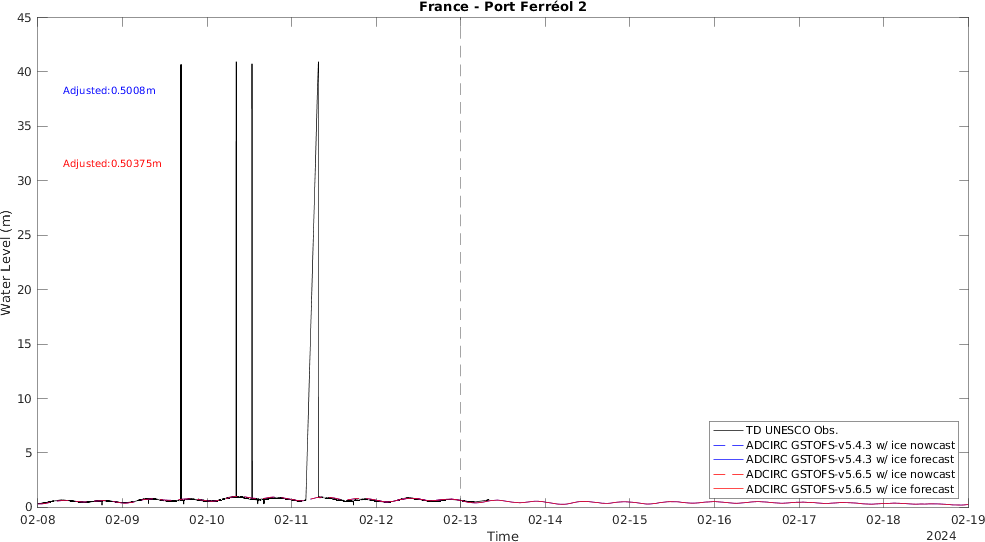 France - Port Ferréol 2
45
40
35
30
25
20
15
10
5
0
Water Level (m)
Adjusted:0.5008m
Adjusted:0.50375m
TD UNESCO Obs.
ADCIRC GSTOFS-v5.4.3 w/ ice nowcast
ADCIRC GSTOFS-v5.4.3 w/ ice forecast
ADCIRC GSTOFS-v5.6.5 w/ ice nowcast
ADCIRC GSTOFS-v5.6.5 w/ ice forecast
02-08 02-09 02-10 02-11 02-12 02-13 02-14 02-15 02-16 02-17 02-18 02-19
Time
2024